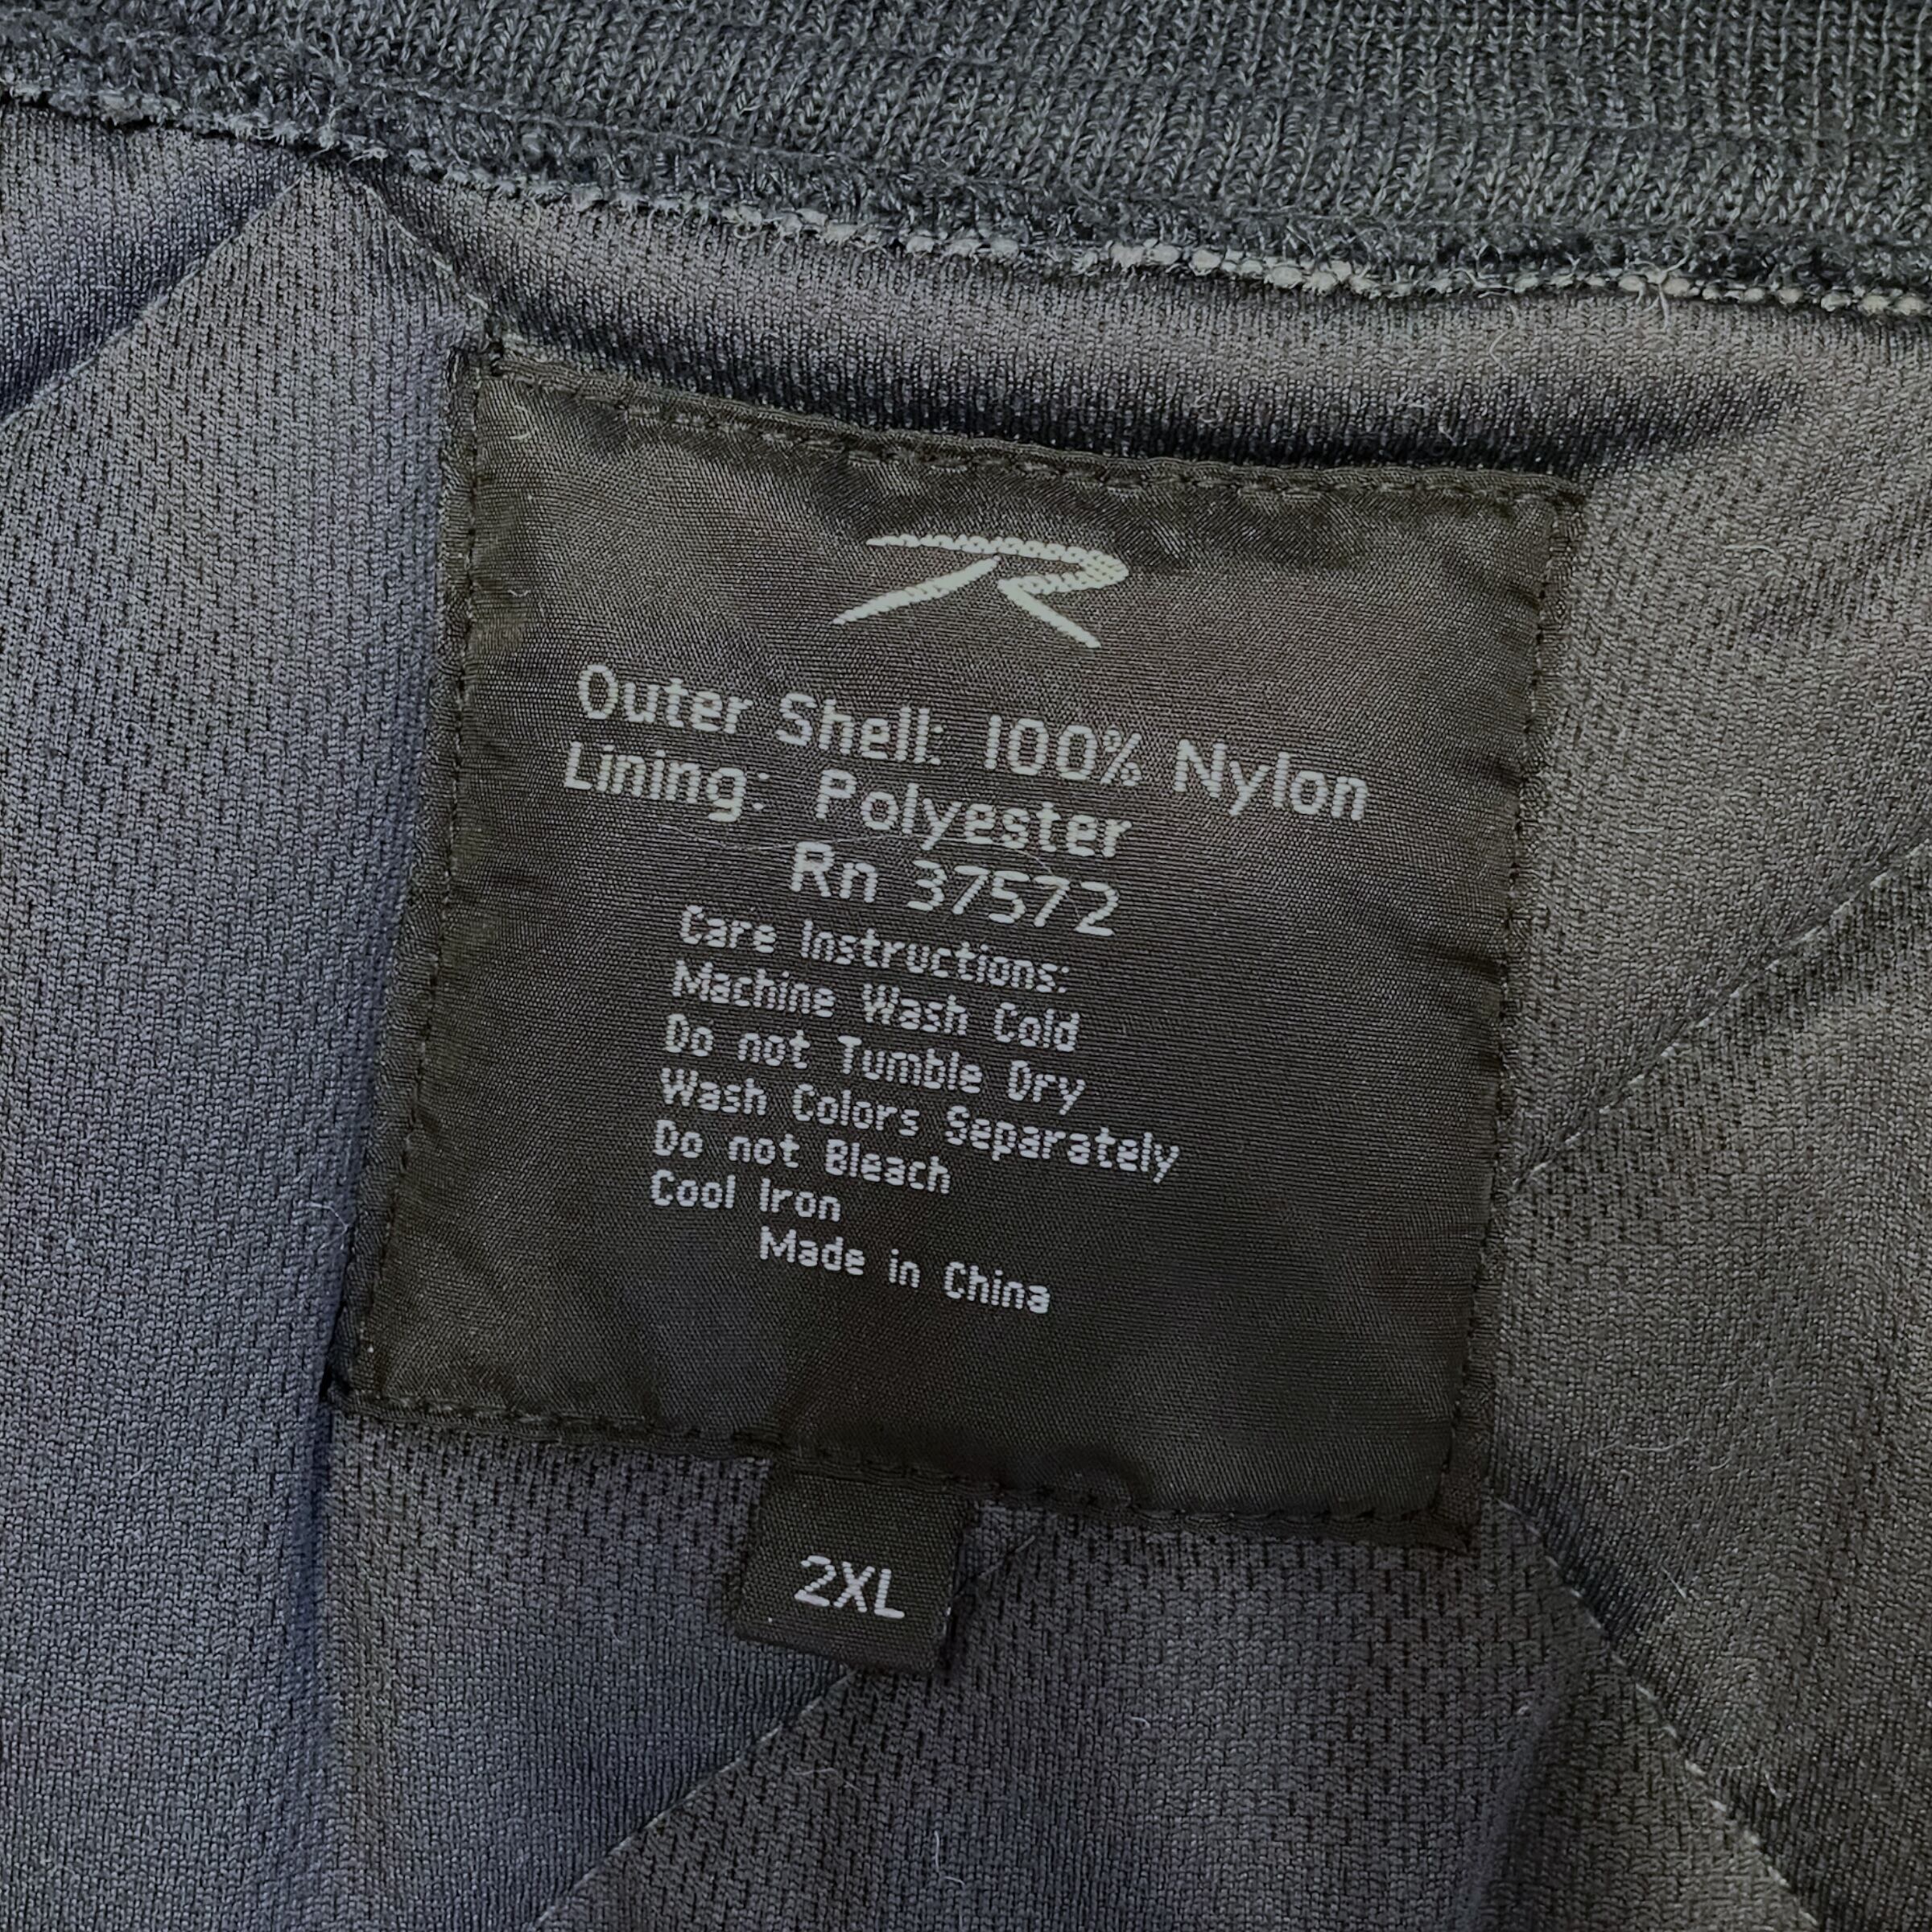 R
Outer Shell: 100% Nylon
Lining: Polyester
Rn 37572
Care Instructions:
Machine Wash Cold
Do not Tumble Dry
Wash Colors Separately
Do not Bleach
Cool Iron
Made in China
2XL